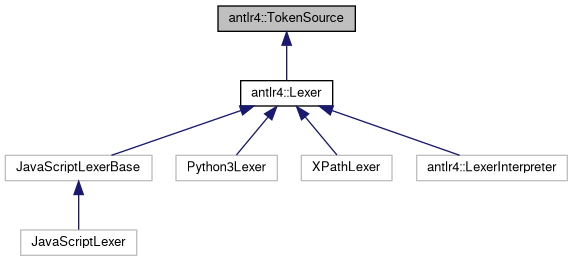 antlr4::TokenSource
antlr4::Lexer
JavaScriptLexerBase
Python3Lexer
XPathLexer
antlr4::LexerInterpreter
JavaScriptLexer